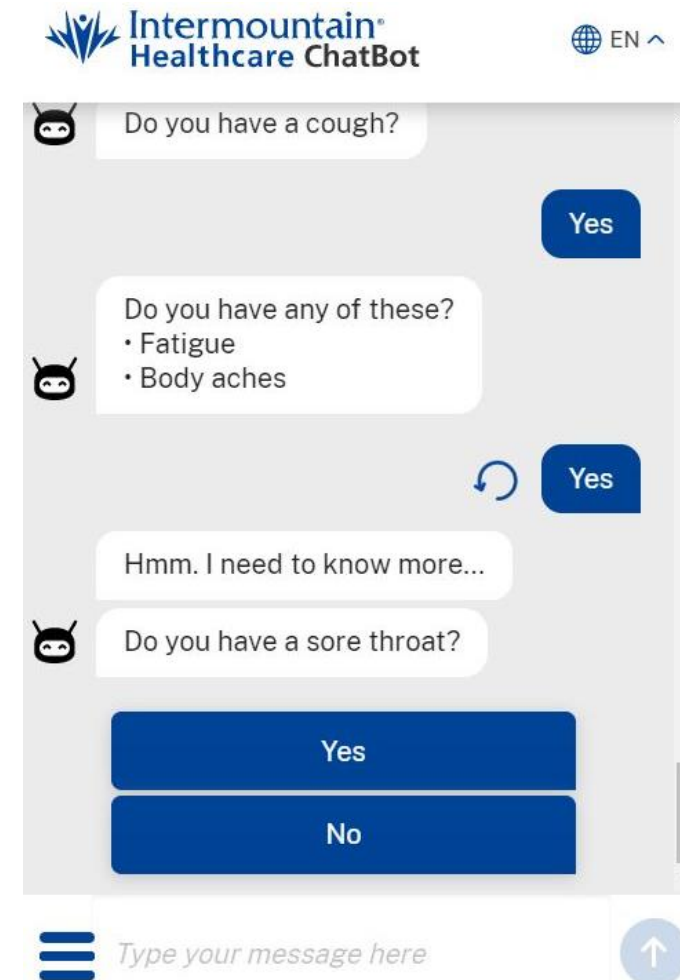 Intermountain®
Healthcare ChatBot
EN
Do you have a cough?
Yes
Do you have any of these?
• Fatigue
• Body aches
Yes
Hmm. I need to know more...
Do you have a sore throat?
Yes
No
Type your message here